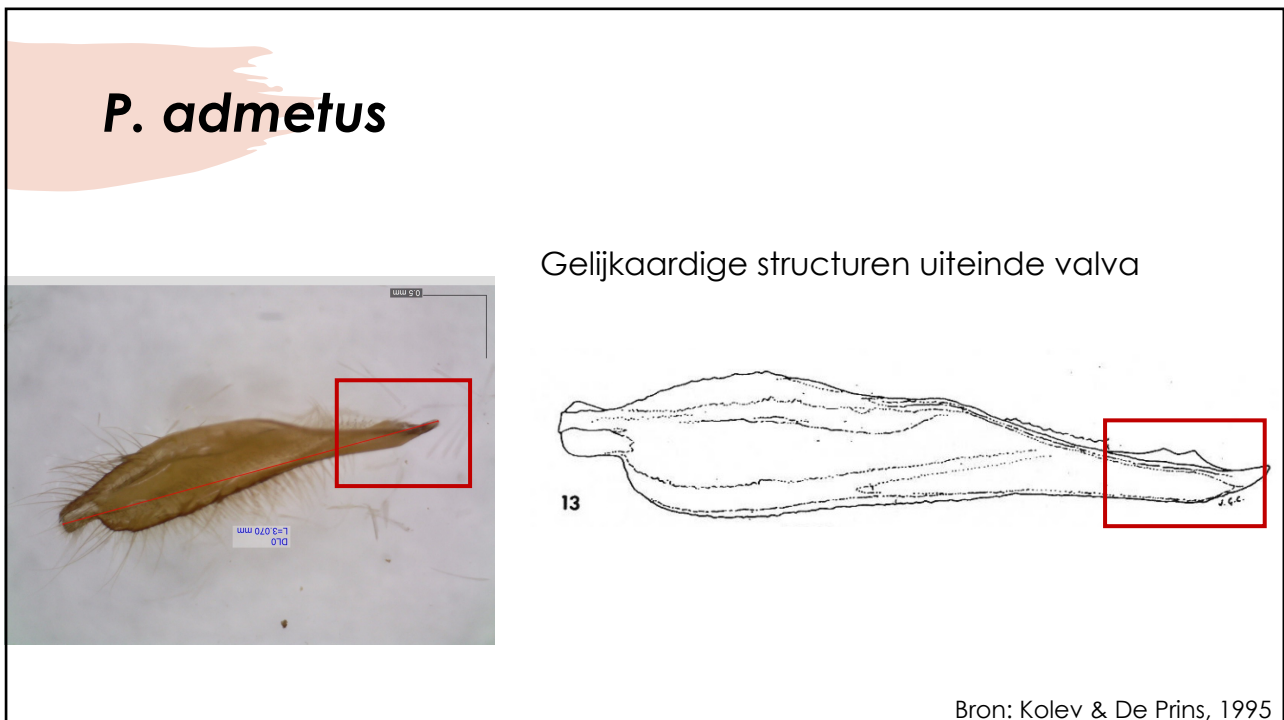 P. admetus
Gelijkaardige structuren uiteinde valva
0.5 mm
L=3.070 mm
DL0
13
J.G.C.
Bron: Kolev & De Prins, 1995